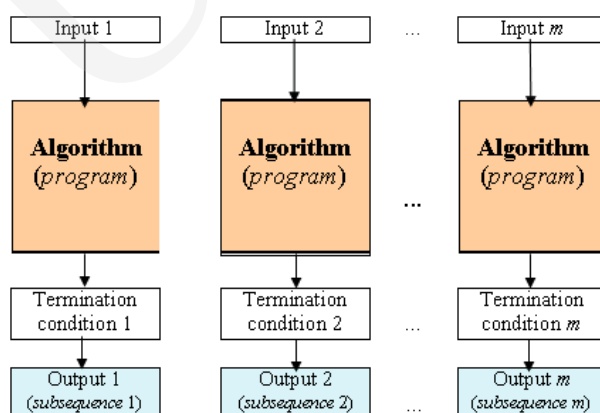 Input 1 Input 2 ... Input m
Algorithm Algorithm Algorithm
(program) (program) (program)
...
Termination Termination Termination
condition 1 condition 2 ... condition m
Output 1 Output 2 Output m
(subsequence 1) (subsequence 2) ... (subsequence m)